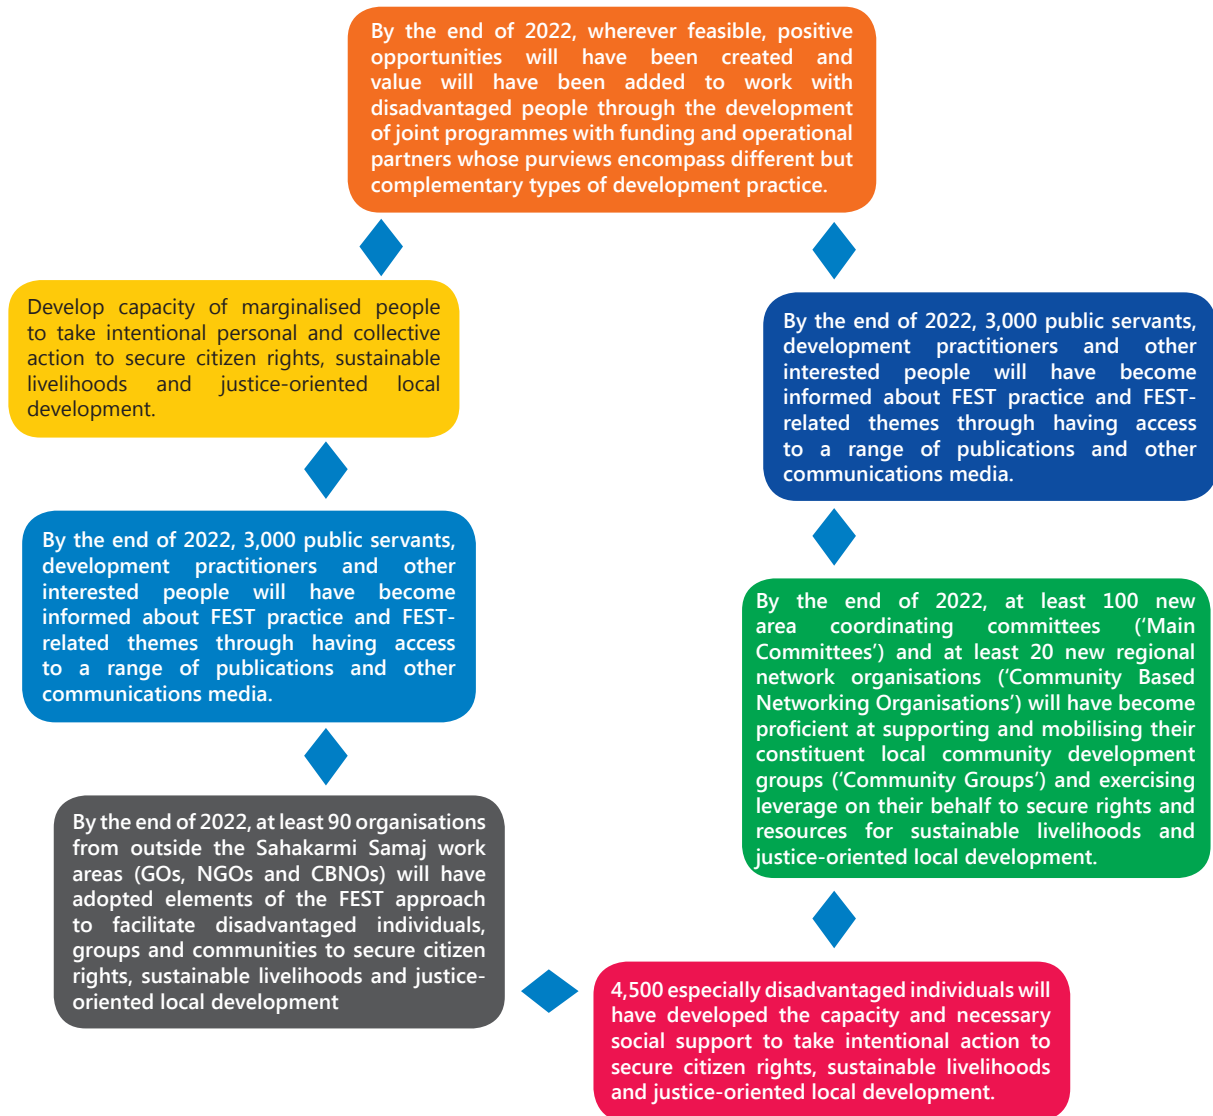 By the end of 2022, wherever feasible, positive
opportunities will have been created and
value will have been added to work with
disadvantaged people through the development
of joint programmes with funding and operational
partners whose purviews encompass different but
complementary types of development practice.
Develop capacity of marginalised people
to take intentional personal and collective
action to secure citizen rights, sustainable
livelihoods and justice-oriented local
development.
By the end of 2022, 3,000 public servants,
development practitioners and other
interested people will have become
informed about FEST practice and FEST-
related themes through having access
to a range of publications and other
communications media.
By the end of 2022, 3,000 public servants,
development practitioners and other
interested people will have become
informed about FEST practice and FEST-
related themes through having access
to a range of publications and other
communications media.
By the end of 2022, at least 100 new
area coordinating committees (‘Main
Committees’) and at least 20 new regional
network organisations (‘Community Based
Networking Organisations’) will have become
proficient at supporting and mobilising their
constituent local community development
groups (‘Community Groups’) and exercising
leverage on their behalf to secure rights and
resources for sustainable livelihoods and
justice-oriented local development.
By the end of 2022, at least 90 organisations
from outside the Sahakarmi Samaj work
areas (GOs, NGOs and CBNOs) will have
adopted elements of the FEST approach
to facilitate disadvantaged individuals,
groups and communities to secure citizen
rights, sustainable livelihoods and justice-
oriented local development
4,500 especially disadvantaged individuals will
have developed the capacity and necessary
social support to take intentional action to
secure citizen rights, sustainable livelihoods
and justice-oriented local development.